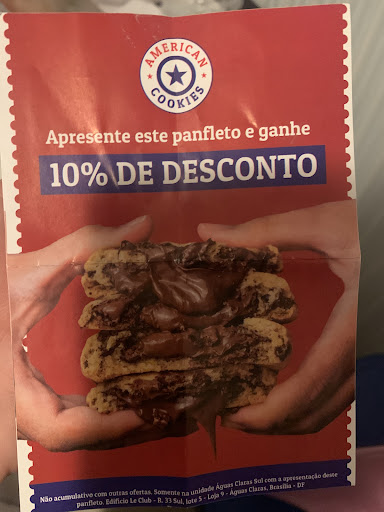 AMERICAN
COOKIES
Apresente este panfleto e ganhe
10% DE DESCONTO
Não acumulativo com outras ofertas. Somente na unidade Águas Claras Sul com a apresentação deste
panfleto. Edifício Le Club - R. 33 Sul, lote 5 - Loja 9 - Águas Claras, Brasília - DF